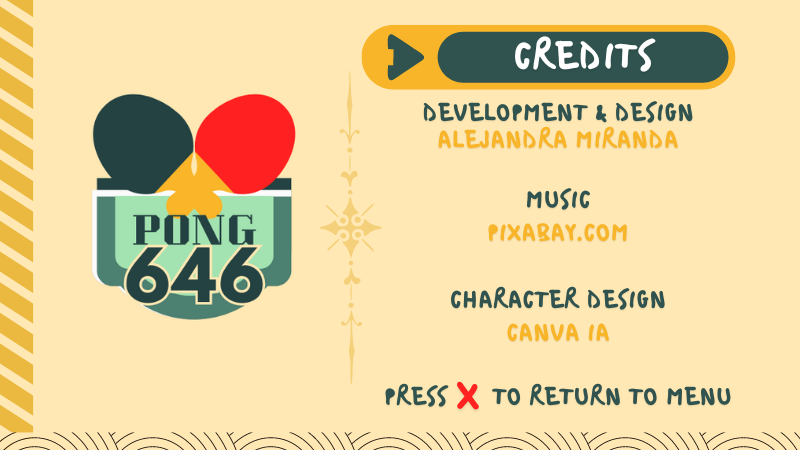 CREDITS
DEVELOPMENT & DESIGN
ALEJANDRA MIRANDA
MUSIC
PIXABAY.COM
CHARACTER DESIGN
CANVA IA
PRESS X TO RETURN TO MENU
PONG
646